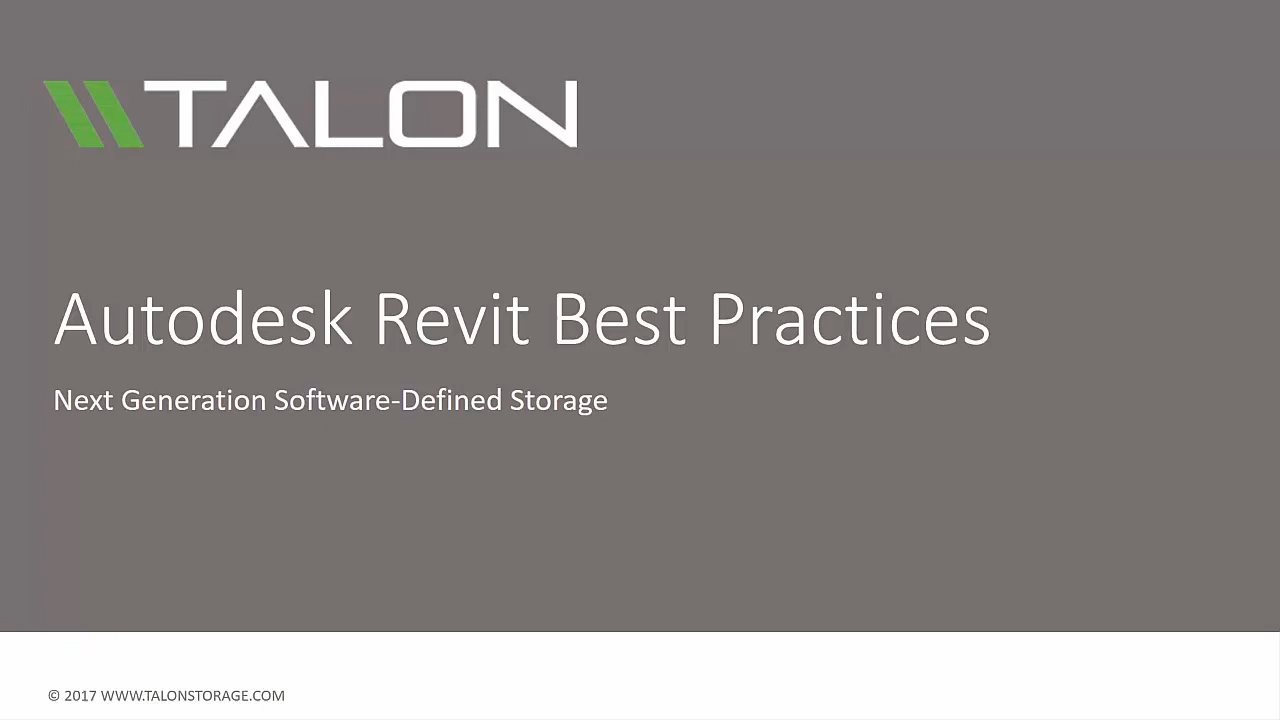 TALON
Autodesk Revit Best Practices
Next Generation Software-Defined Storage
© 2017 WWW.TALONSTORAGE.COM